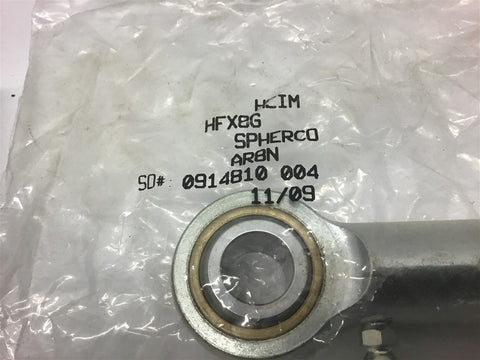 HEIM
HFX8G
SPHERCO
AR8N
SO# 0914810 004
11/09